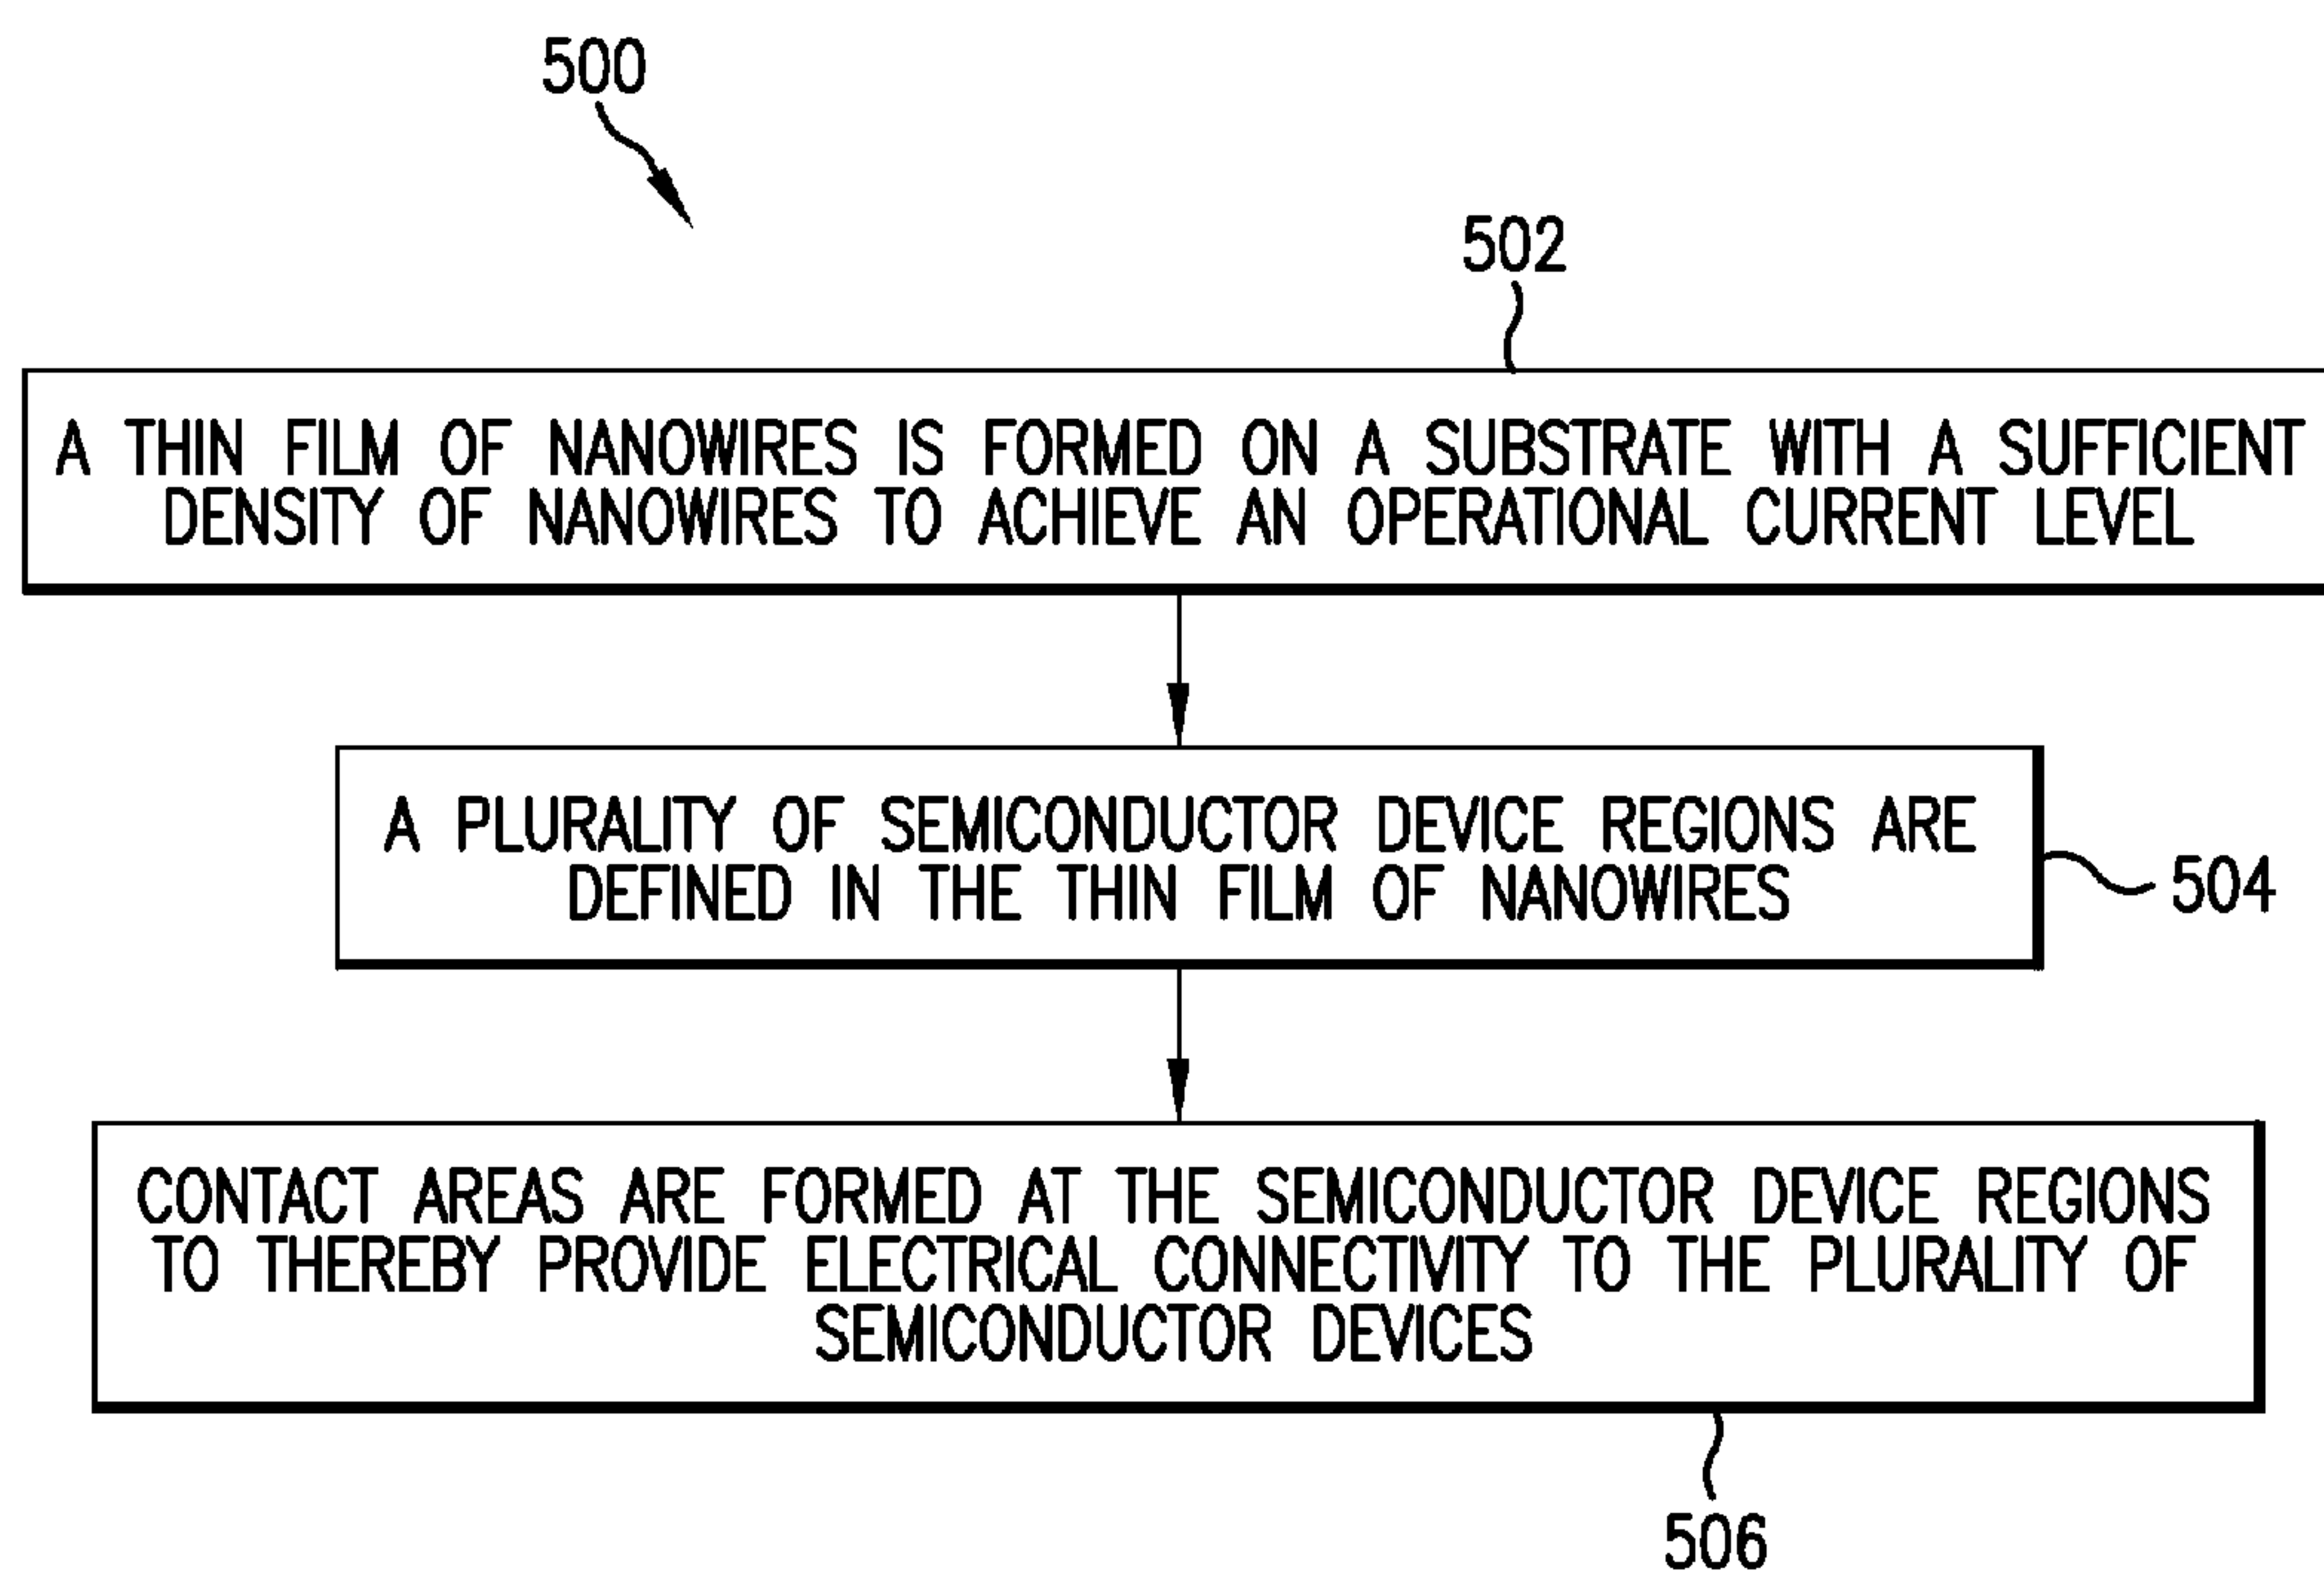 500
502
A THIN FILM OF NANOWIRES IS FORMED ON A SUBSTRATE WITH A SUFFICIENT
DENSITY OF NANOWIRES TO ACHIEVE AN OPERATIONAL CURRENT LEVEL
A PLURALITY OF SEMICONDUCTOR DEVICE REGIONS ARE
DEFINED IN THE THIN FILM OF NANOWIRES
504
CONTACT AREAS ARE FORMED AT THE SEMICONDUCTOR DEVICE REGIONS
TO THEREBY PROVIDE ELECTRICAL CONNECTIVITY TO THE PLURALITY OF
SEMICONDUCTOR DEVICES
506